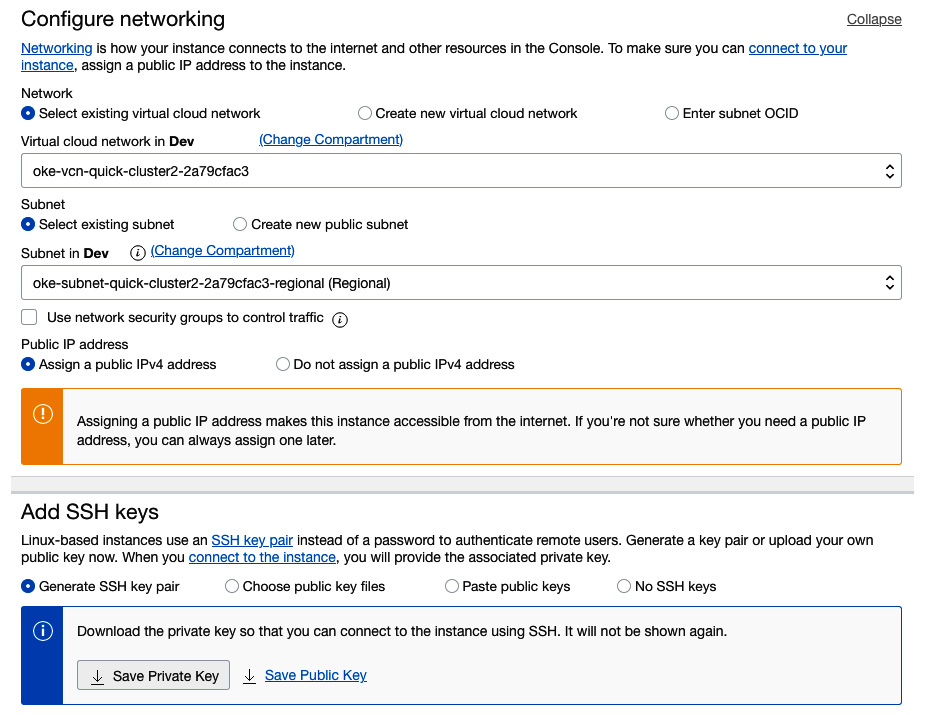 Configure networking
Collapse
Networking is how your instance connects to the internet and other resources in the Console. To make sure you can connect to your
instance, assign a public IP address to the instance.
Network
Select existing virtual cloud network
Create new virtual cloud network
Enter subnet OCID
Virtual cloud network in Dev
(Change Compartment)
oke-vcn-quick-cluster2-2a79cfac3
Subnet
Select existing subnet
Create new public subnet
Subnet in Dev
(Change Compartment)
oke-subnet-quick-cluster2-2a79cfac3-regional (Regional)
Use network security groups to control traffic
Public IP address
Assign a public IPv4 address
Do not assign a public IPv4 address
Assigning a public IP address makes this instance accessible from the internet. If you're not sure whether you need a public IP
address, you can always assign one later.
Add SSH keys
Linux-based instances use an SSH key pair instead of a password to authenticate remote users. Generate a key pair or upload your own
public key now. When you connect to the instance, you will provide the associated private key.
Generate SSH key pair
Choose public key files
Paste public keys
No SSH keys
Download the private key so that you can connect to the instance using SSH. It will not be shown again.
Save Private Key
Save Public Key